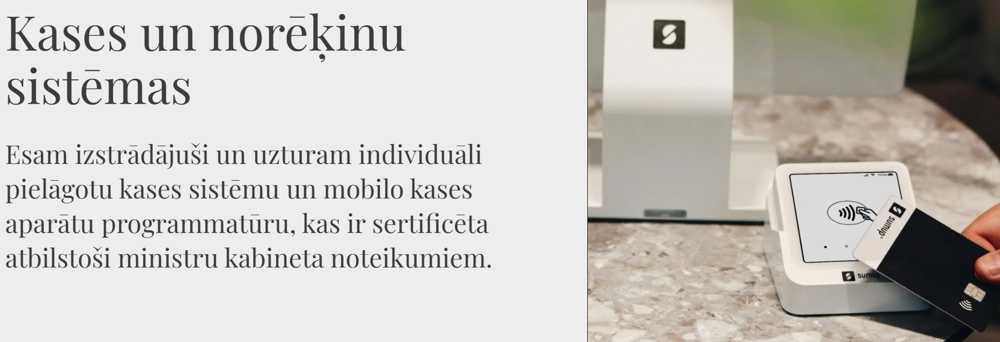 Kases un norēķinu
sistēmas
Esam izstrādājuši un uzturam individuāli
pielāgotu kases sistēmu un mobilo kases
aparātu programmatūru, kas ir sertificēta
atbilstoši ministru kabineta noteikumiem.
100%
sumup
sumup